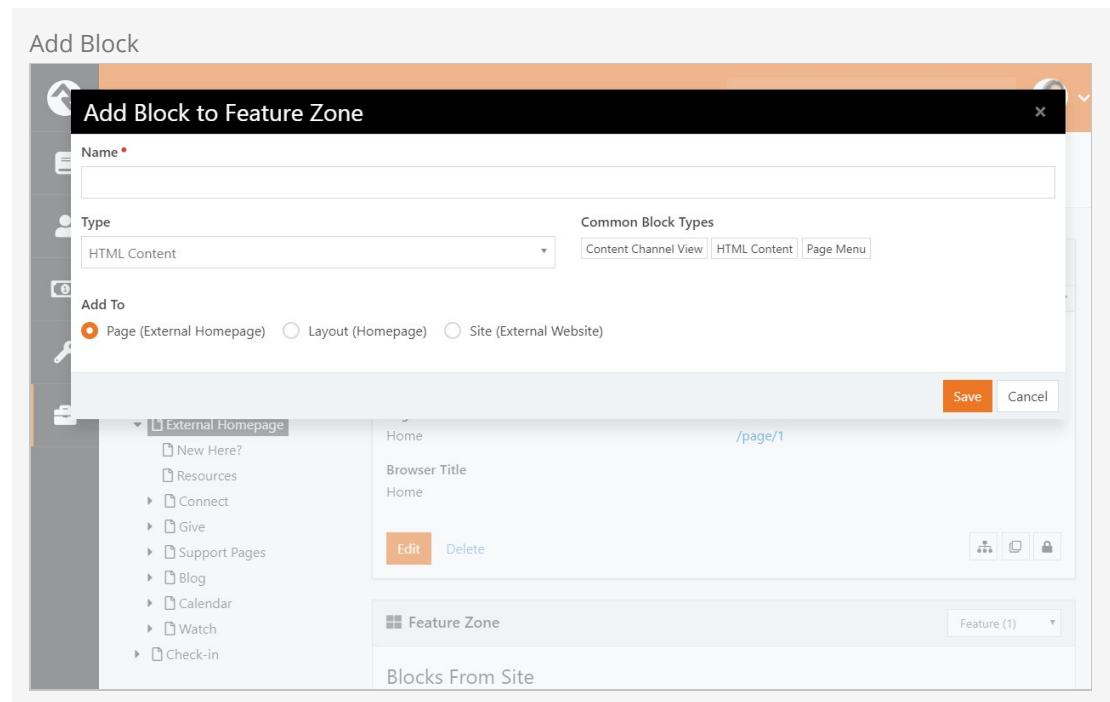 Add Block
Add Block to Feature Zone
×
Name
Type
Common Block Types
HTML Content
Content Channel View HTML Content Page Menu
Add To
Page (External Homepage) Layout (Homepage) Site (External Website)
Save Cancel
External Homepage
Home /page/1
New Here?
Browser Title
Resources
Home
Connect
Give
Edit Delete
Support Pages
Blog
Calendar
Feature Zone Feature (1)
Watch
Check-in
Blocks From Site